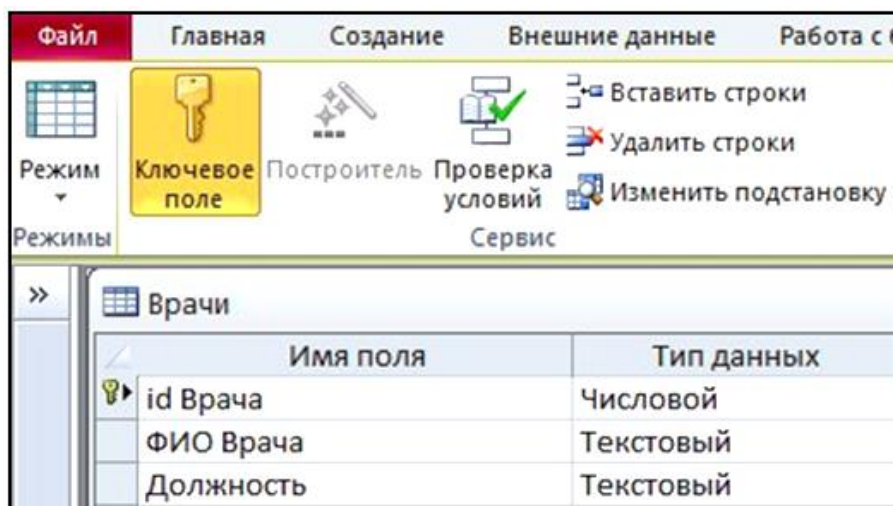 Файл Главная Создание Внешние данные Работа с
Режим
Ключевое поле
Построитель
Проверка условий
Вставить строки
Удалить строки
Изменить подстановку
Режимы
Сервис
»
Врачи
Имя поля Тип данных
id Врача Числовой
ФИО Врача Текстовый
Должность Текстовый